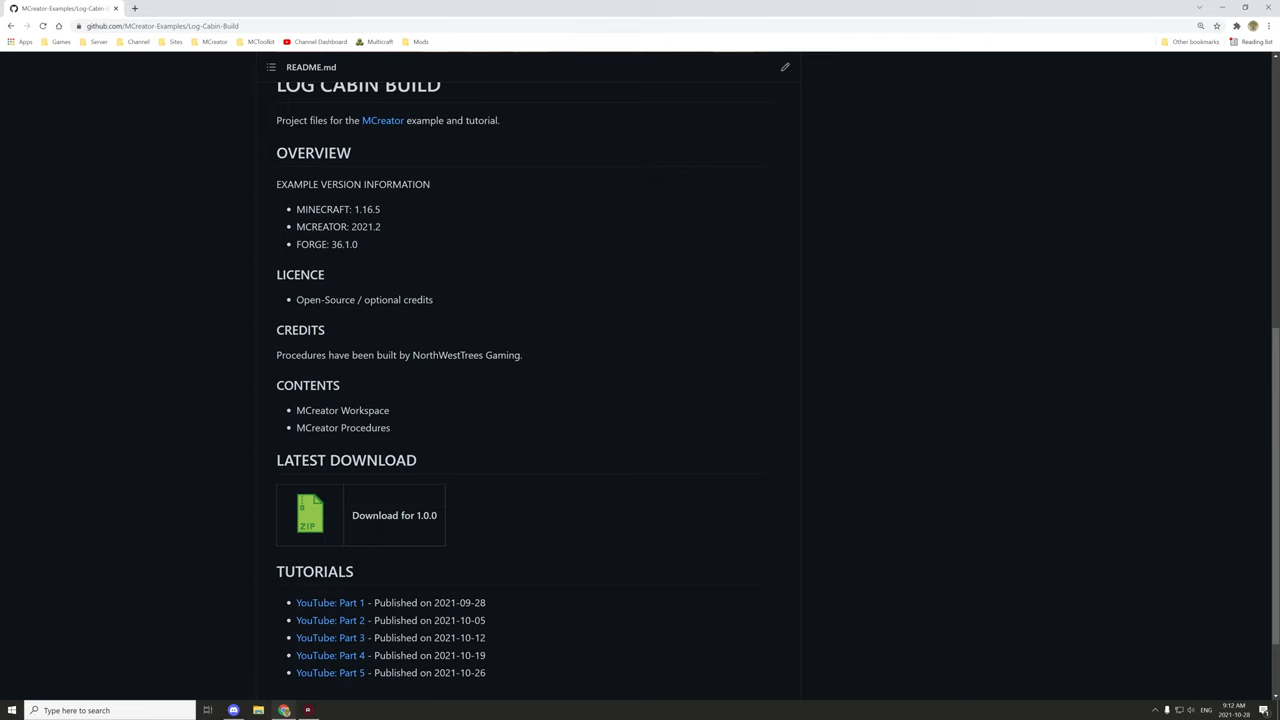 MCreator-Examples/Log-Cabin-
github.com/MCreator-Examples/Log-Cabin-Build
Apps Games Server Channel Sites MCreator MCToolkit Channel Dashboard Multicraft Mods Other bookmarks Reading list
README.md
LOG CABIN BUILD
Project files for the MCreator example and tutorial.
OVERVIEW
EXAMPLE VERSION INFORMATION
MINECRAFT: 1.16.5
MCREATOR: 2021.2
FORGE: 36.1.0
LICENCE
Open-Source / optional credits
CREDITS
Procedures have been built by NorthWestTrees Gaming.
CONTENTS
MCreator Workspace
MCreator Procedures
LATEST DOWNLOAD
ZIP
Download for 1.0.0
TUTORIALS
YouTube: Part 1 - Published on 2021-09-28
YouTube: Part 2 - Published on 2021-10-05
YouTube: Part 3 - Published on 2021-10-12
YouTube: Part 4 - Published on 2021-10-19
YouTube: Part 5 - Published on 2021-10-26
Type here to search
ENG
9:12 AM
2021-10-28